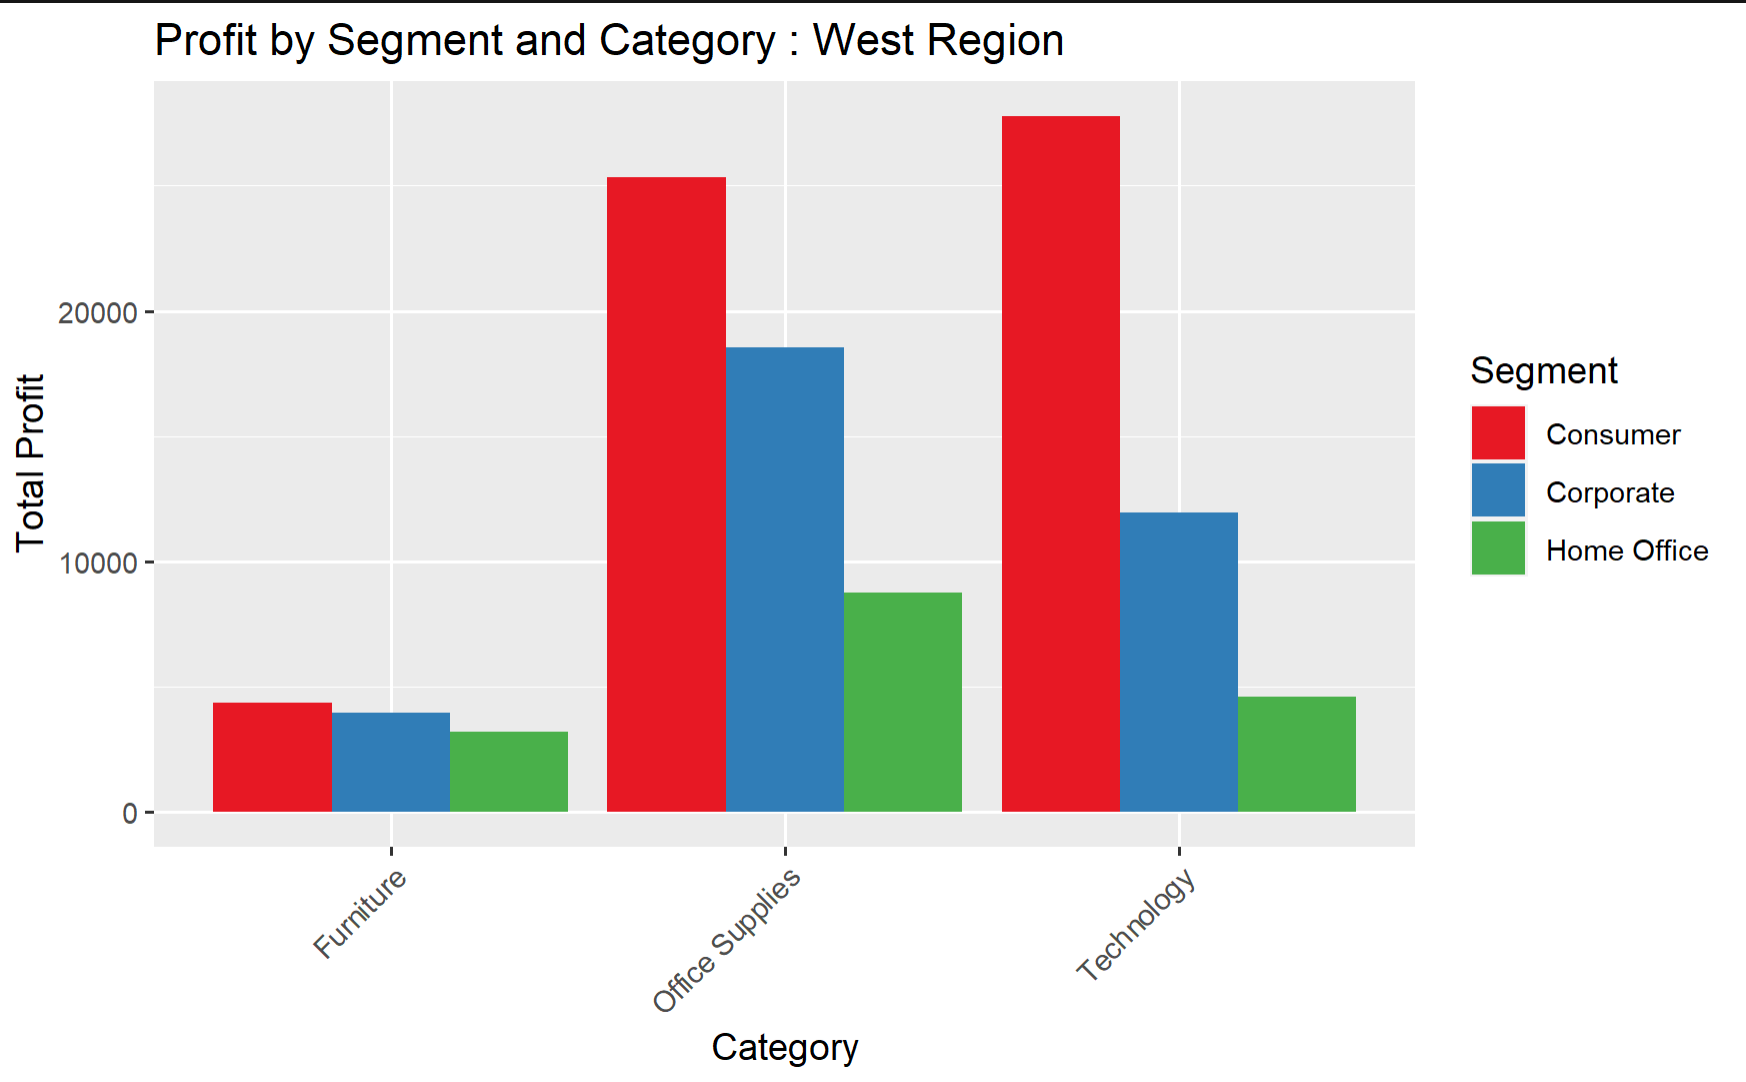 Profit by Segment and Category : West Region
Total Profit
20000
10000
0
Furniture
Office Supplies
Technology
Category
Segment
Consumer
Corporate
Home Office